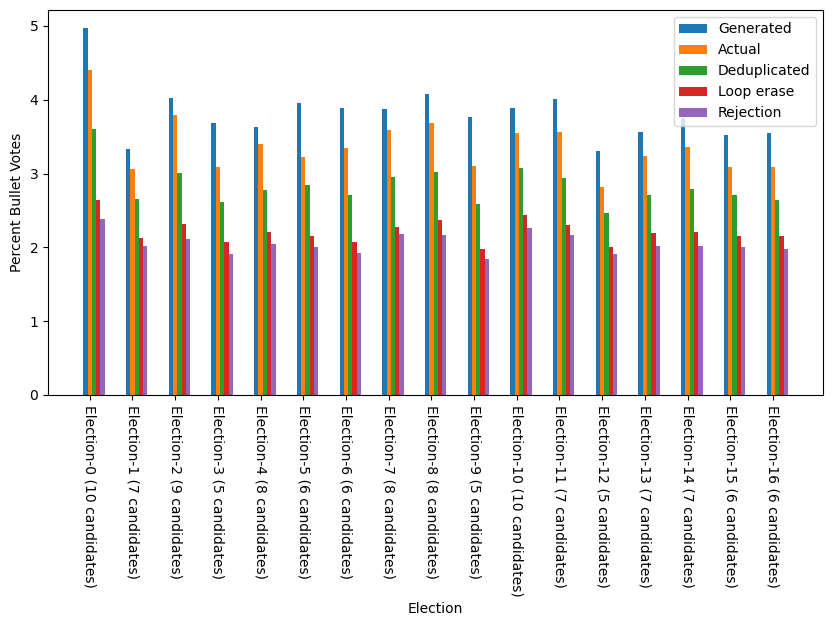 Generated
Actual
Deduplicated
Loop erase
Rejection
Percent Bullet Votes
5
4
3
2
1
0
Election-0 (10 candidates)
Election-1 (7 candidates)
Election-2 (9 candidates)
Election-3 (5 candidates)
Election-4 (8 candidates)
Election-5 (6 candidates)
Election-6 (6 candidates)
Election-7 (8 candidates)
Election-8 (8 candidates)
Election-9 (5 candidates)
Election-10 (10 candidates)
Election-11 (7 candidates)
Election-12 (5 candidates)
Election-13 (7 candidates)
Election-14 (7 candidates)
Election-15 (6 candidates)
Election-16 (6 candidates)
Election